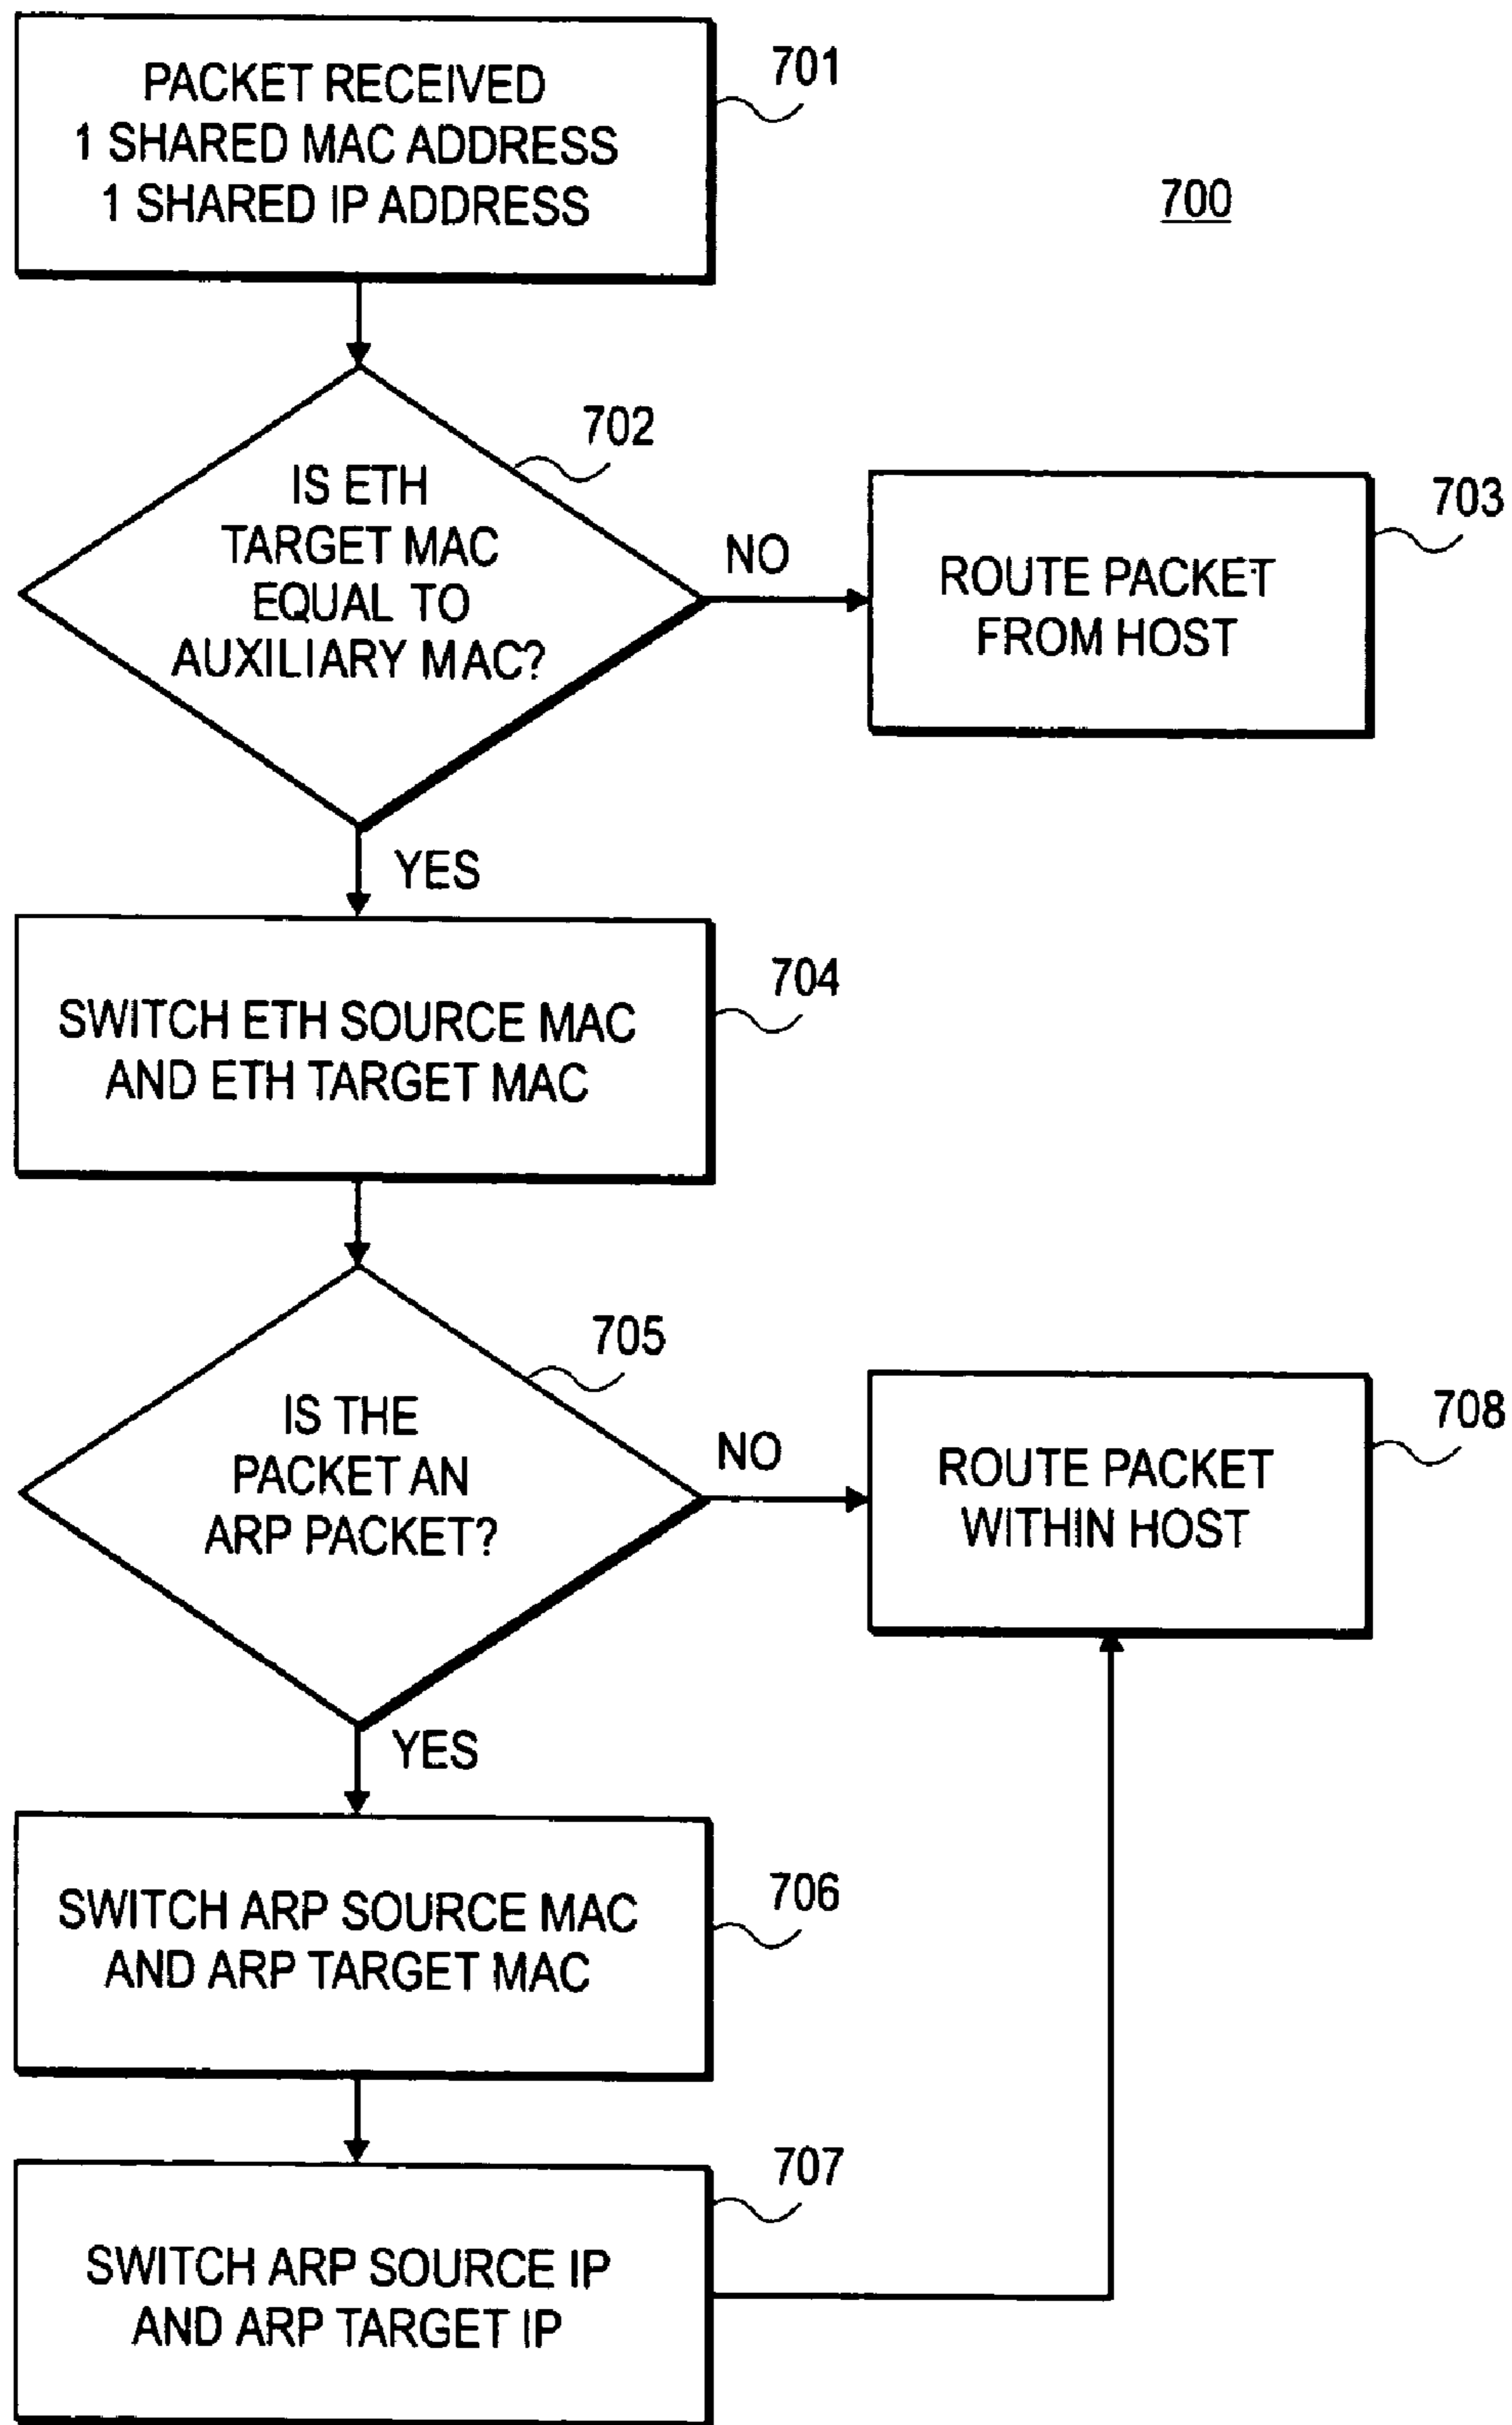 PACKET RECEIVED
1 SHARED MAC ADDRESS
1 SHARED IP ADDRESS
701
700
IS ETH
TARGET MAC
EQUAL TO
AUXILIARY MAC?
702
NO
ROUTE PACKET
FROM HOST
703
YES
SWITCH ETH SOURCE MAC
AND ETH TARGET MAC
704
IS THE
PACKET AN
ARP PACKET?
705
NO
ROUTE PACKET
WITHIN HOST
708
YES
SWITCH ARP SOURCE MAC
AND ARP TARGET MAC
706
SWITCH ARP SOURCE IP
AND ARP TARGET IP
707